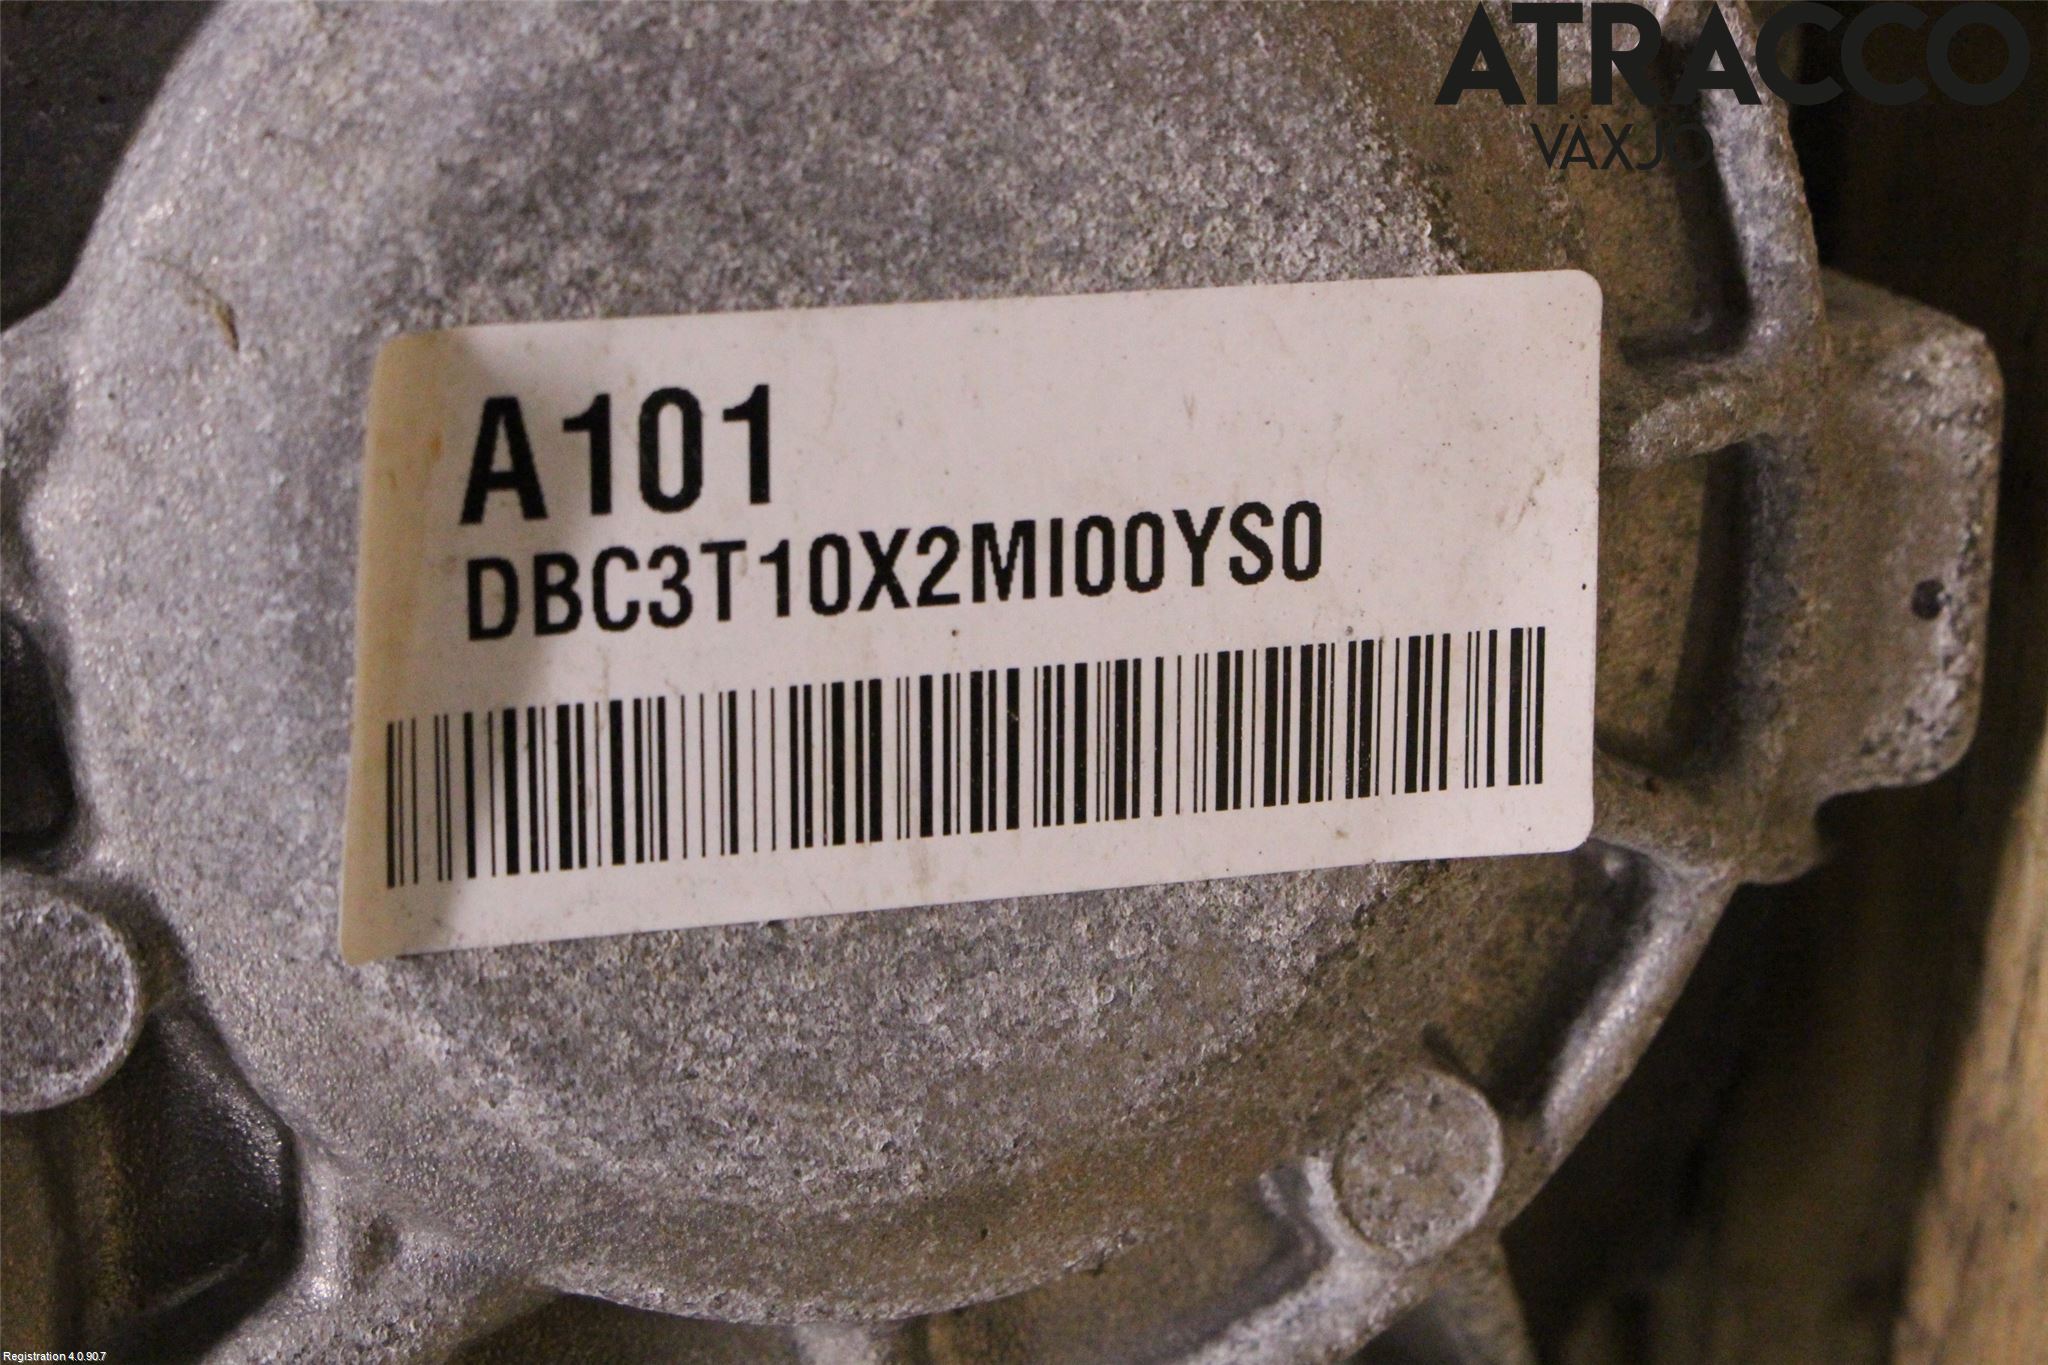 ATRACCO
VÄXJÖ
A101
DBC3T10X2MI00YS0
Registration 4.0.90.7